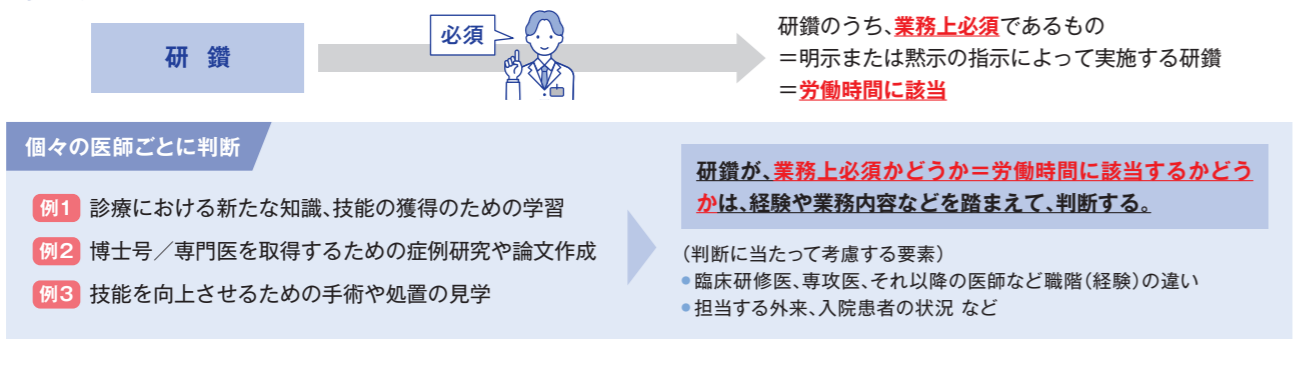 研鑽
必須
研鑽のうち、業務上必須であるもの
＝明示または黙示の指示によって実施する研鑽
＝労働時間に該当
個々の医師ごとに判断
例1 診療における新たな知識、技能の獲得のための学習
例2 博士号／専門医を取得するための症例研究や論文作成
例3 技能を向上させるための手術や処置の見学
研鑽が、業務上必須かどうか＝労働時間に該当するかどう
かは、経験や業務内容などを踏まえて、判断する。
（判断に当たって考慮する要素）
●臨床研修医、専攻医、それ以降の医師など職階（経験）の違い
●担当する外来、入院患者の状況 など